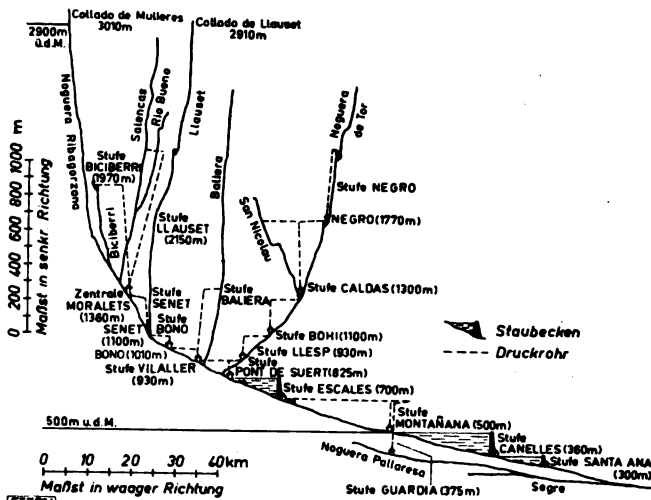 Collado de Mulleres
3010m
Collado de Llauset
2910m
2900m
ü.d.M.
Noguera Ribagorzana
Salencas
Rio Bueno
Llauset
Baliera
Noguera
de Tor
San Nicolau
Biciberri
Stufe
BICIBERRI
(1970m)
Stufe
LLAUSET
(2150m)
Stufe NEGRO
NEGRO(1770m)
Stufe CALDAS (1300m)
Zentrale
MORALETS
(1360m)
Stufe
SENET
Stufe
BALIERA
SENET
(1100m)
Stufe
BONO
BONO(1010m)
Stufe BOHI(1100m)
Stufe LLESP (930m)
Stufe VILALLER
(930m)
Stufe
PONT DE SUERT(825m)
Stufe ESCALES (700m)
Staubecken
Druckrohr
500m u.d.M.
Stufe
MONTAÑANA (500m)
Stufe
CANELLES (360m)
Stufe SANTA ANA
(300m)
Noguera Pallaresa
Stufe GUARDIA (375m)
Segre
0 200 400 600 800 1000 m
Maßst in senkr. Richtung
0 10 20 30 40km
Maßst in waager Richtung